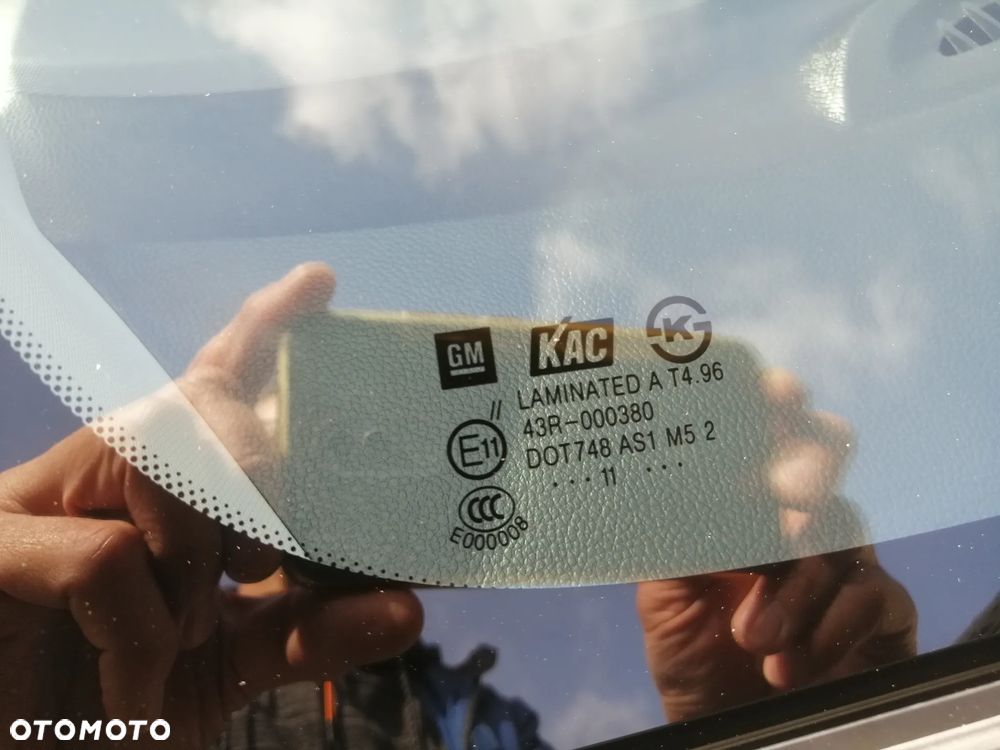 GM KAC K
LAMINATED A T4.96
// 43R-000380
E11 DOT748 AS1 M5 2
. . . 11 . . .
CCC
E000008
OTOMOTO